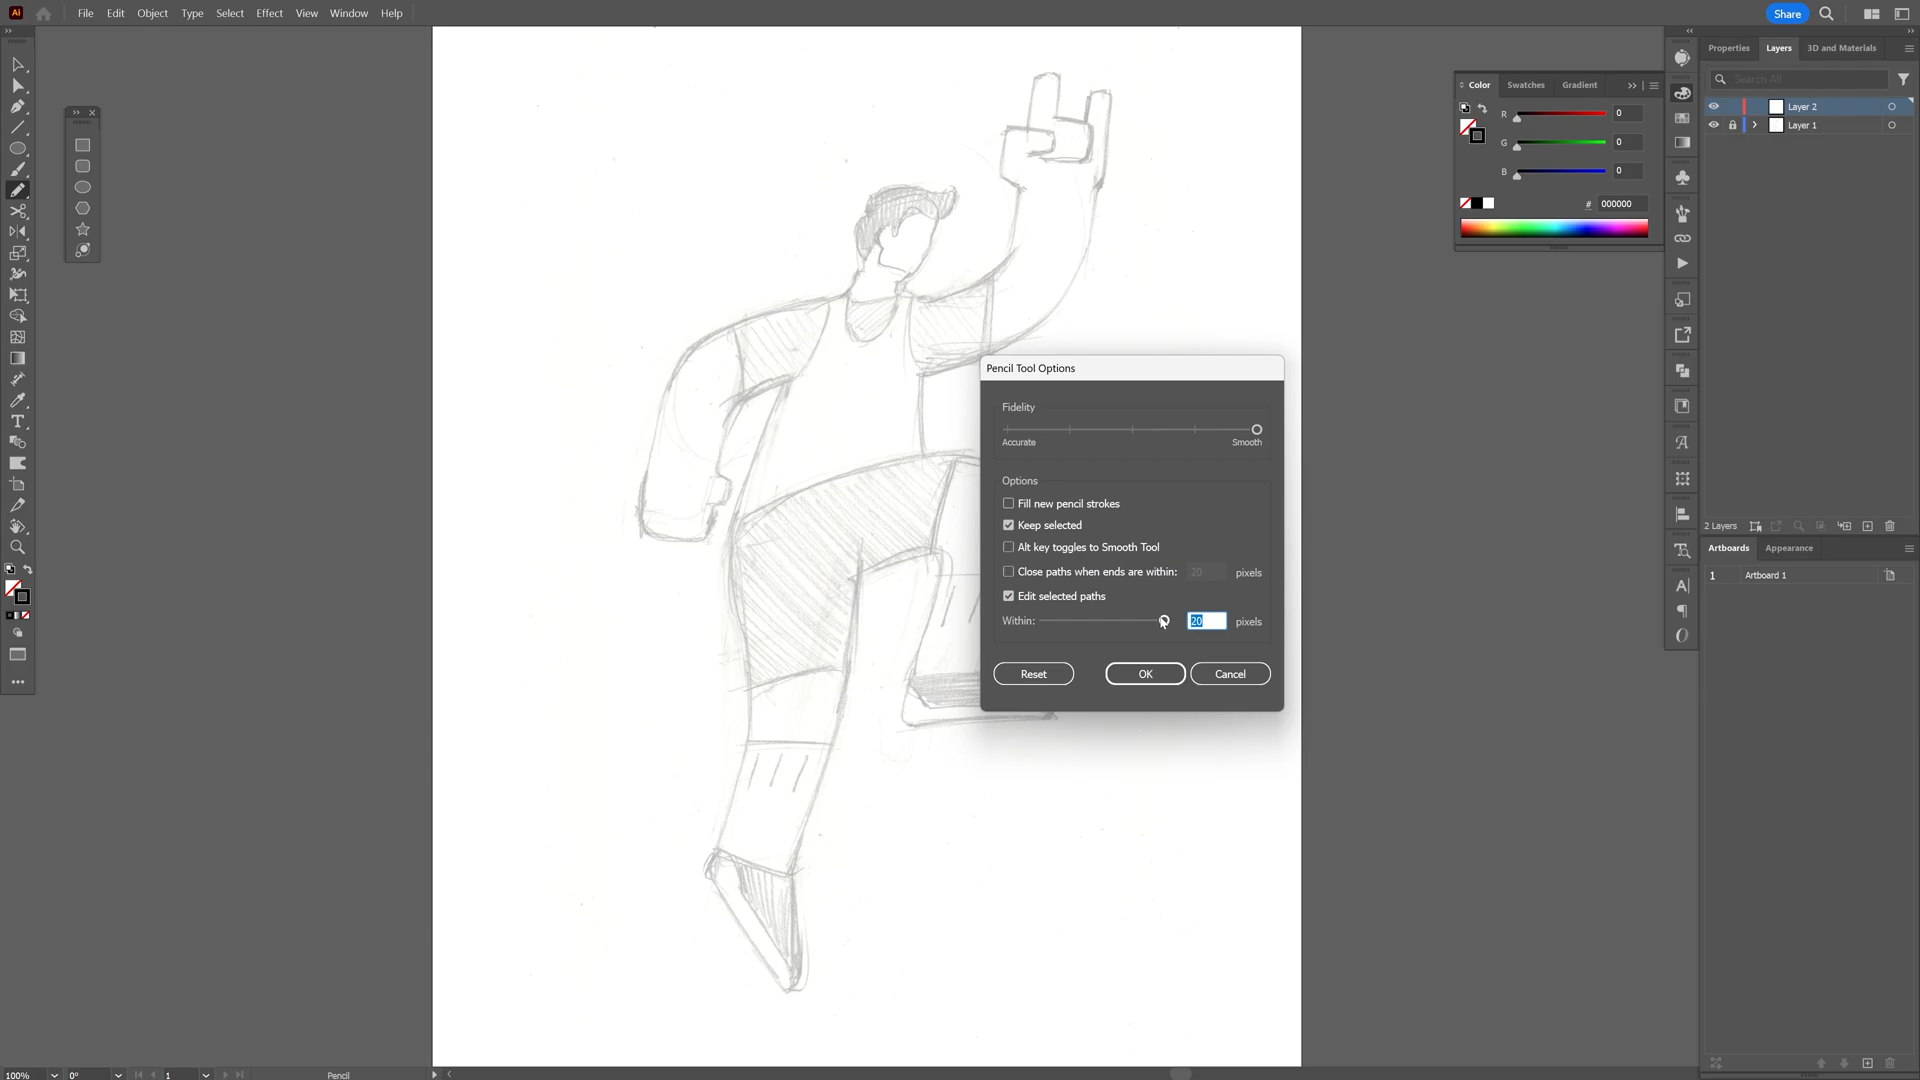 Ai File Edit Object Type Select Effect View Window Help Share
Properties Layers 3D and Materials
Search All
Color Swatches Gradient
R 0
G 0
B 0
# 000000
Layer 2
Layer 1
Pencil Tool Options
Fidelity
Accurate Smooth
Options
Fill new pencil strokes
Keep selected
Alt key toggles to Smooth Tool
Close paths when ends are within: 20 pixels
Edit selected paths
Within: 20 pixels
Reset OK Cancel
2 Layers
Artboards Appearance
1 Artboard 1
100% 0° 1 Pencil